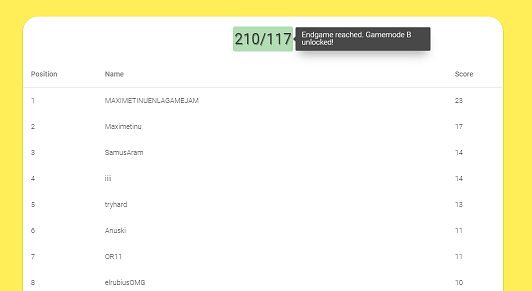 210/117 Endgame reached. Gamemode B
unlocked!
Position Name Score
1 MAXIMETINUENLAGAMEJAM 23
2 Maximetinu 17
3 SamusAram 14
4 iiii 14
5 tryhard 13
6 Anuski 11
7 OR11 11
8 elrubiusOMG 10